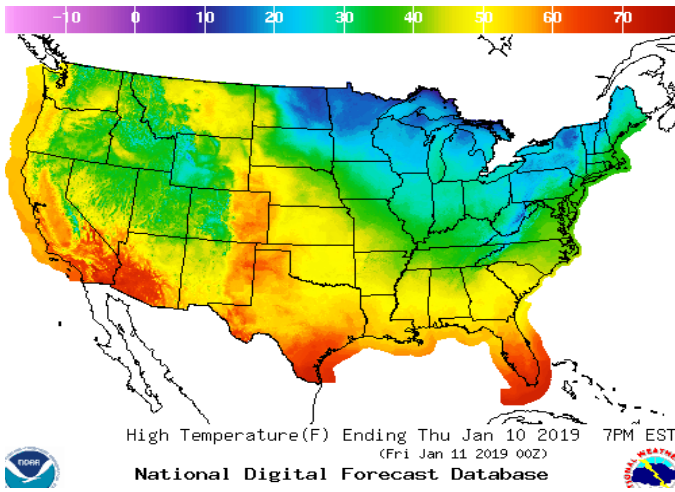 -10 0 10 20 30 40 50 60 70
High Temperature(F) Ending Thu Jan 10 2019 7PM EST
(Fri Jan 11 2019 00Z)
National Digital Forecast Database
NOAA